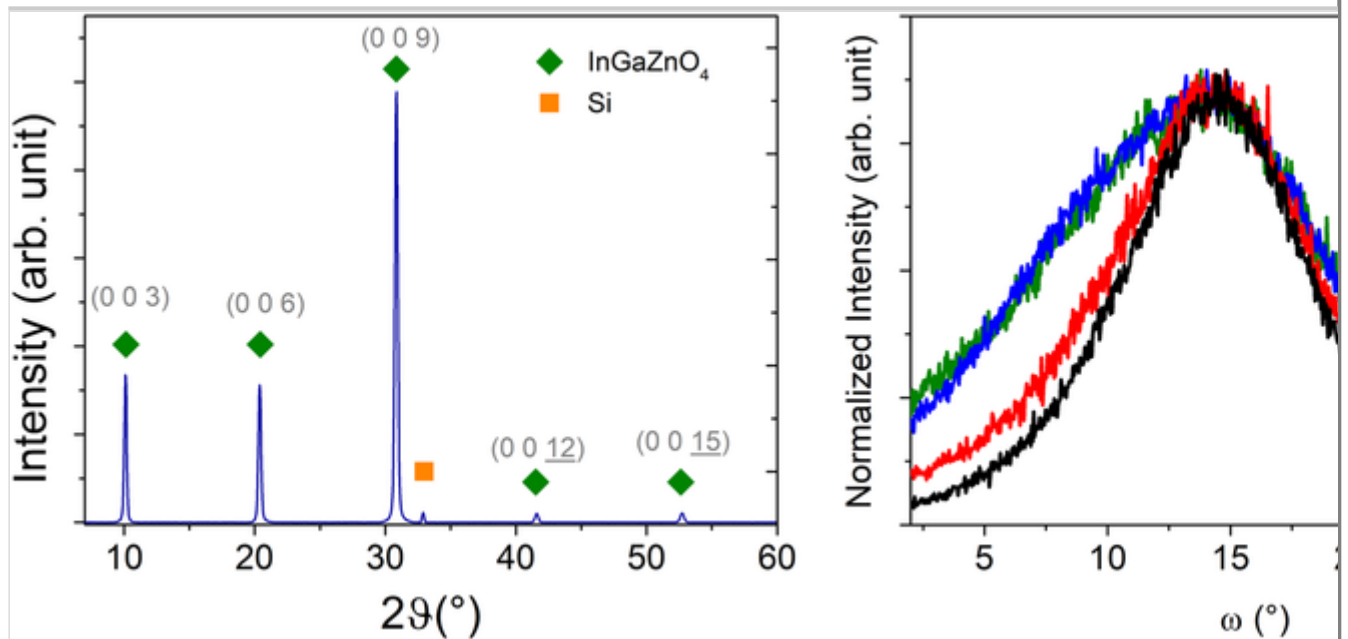 (0 0 9)
InGaZnO₄
Si
(0 0 3)
(0 0 6)
(0 0 12)
(0 0 15)
Intensity (arb. unit)
10 20 30 40 50 60
2ϑ(°)
Normalized Intensity (arb. unit)
5 10 15
ω (°)